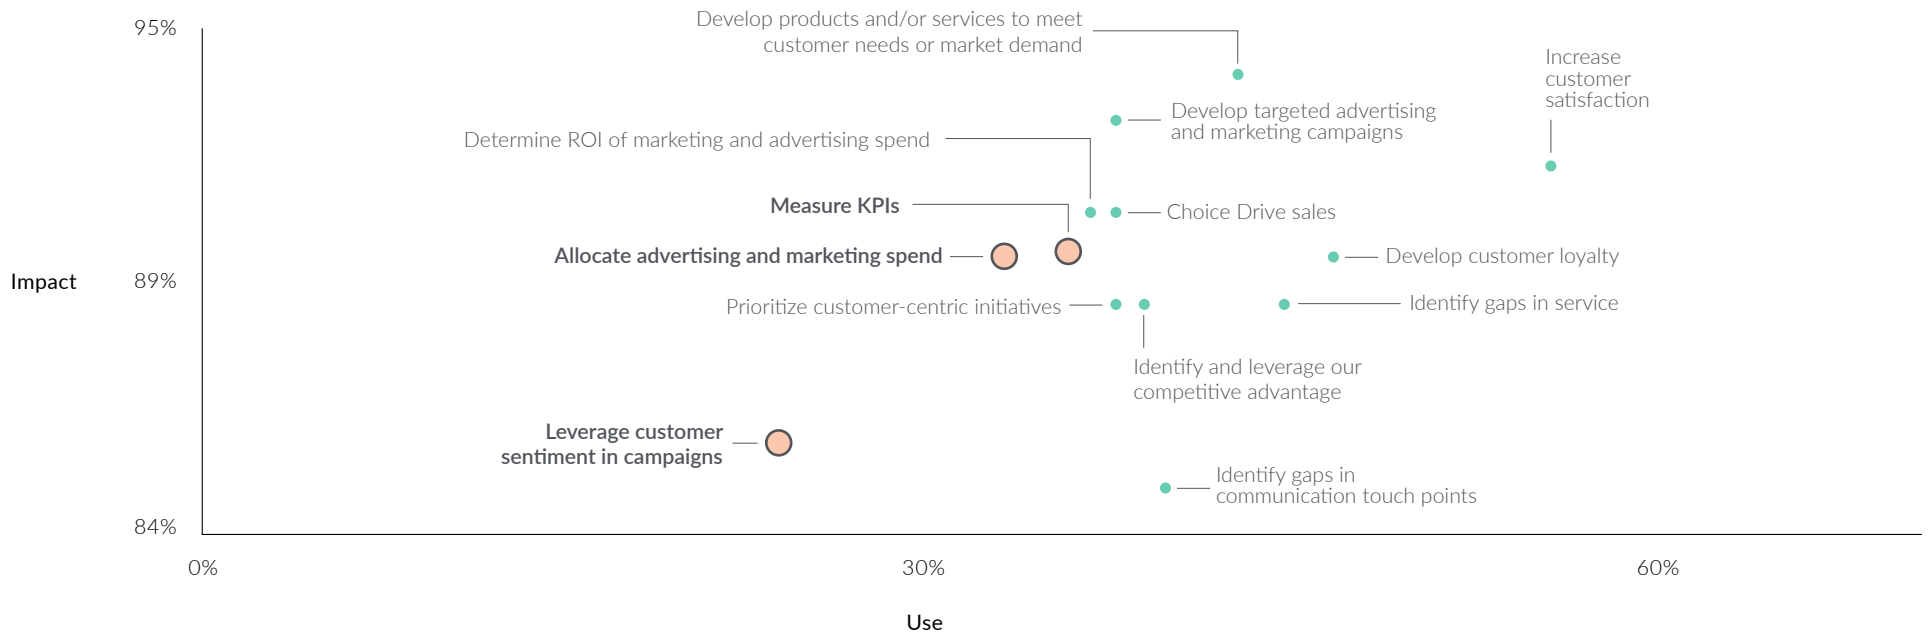 Develop products and/or services to meet
customer needs or market demand
95%
Increase
customer
satisfaction
Develop targeted advertising
and marketing campaigns
Determine ROI of marketing and advertising spend
Measure KPIs
Choice Drive sales
Allocate advertising and marketing spend
Develop customer loyalty
Impact
89%
Prioritize customer-centric initiatives
Identify gaps in service
Identify and leverage our
competitive advantage
Leverage customer
sentiment in campaigns
Identify gaps in
communication touch points
84%
0%
30%
60%
Use